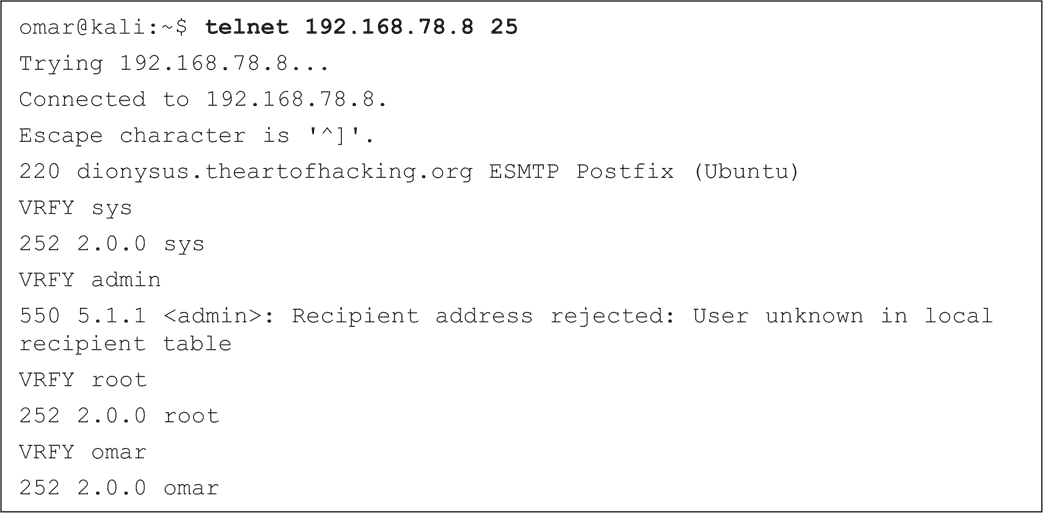 omar@kali:~$ telnet 192.168.78.8 25
Trying 192.168.78.8...
Connected to 192.168.78.8.
Escape character is '^]'.
220 dionysus.theartofhacking.org ESMTP Postfix (Ubuntu)
VRFY sys
252 2.0.0 sys
VRFY admin
550 5.1.1 <admin>: Recipient address rejected: User unknown in local
recipient table
VRFY root
252 2.0.0 root
VRFY omar
252 2.0.0 omar